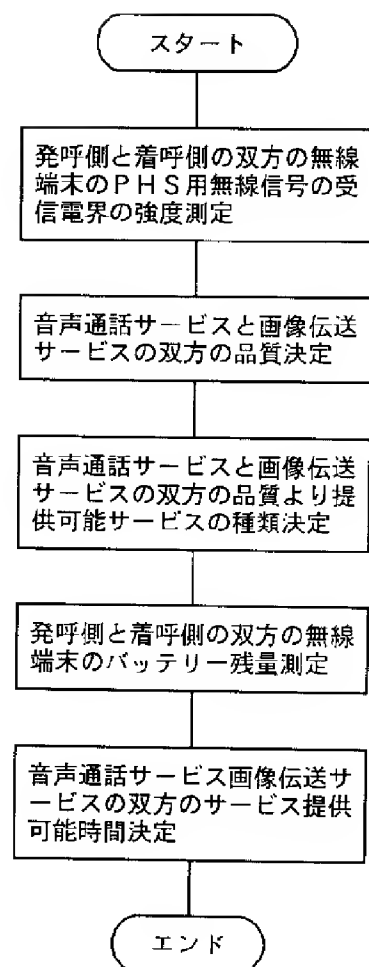 スタート
発呼側と着呼側の双方の無線
端末のＰＨＳ用無線信号の受
信電界の強度測定
音声通話サービスと画像伝送
サービスの双方の品質決定
音声通話サービスと画像伝送
サービスの双方の品質より提
供可能サービスの種類決定
発呼側と着呼側の双方の無線
端末のバッテリー残量測定
音声通話サービス画像伝送サ
ービスの双方のサービス提供
可能時間決定
エンド